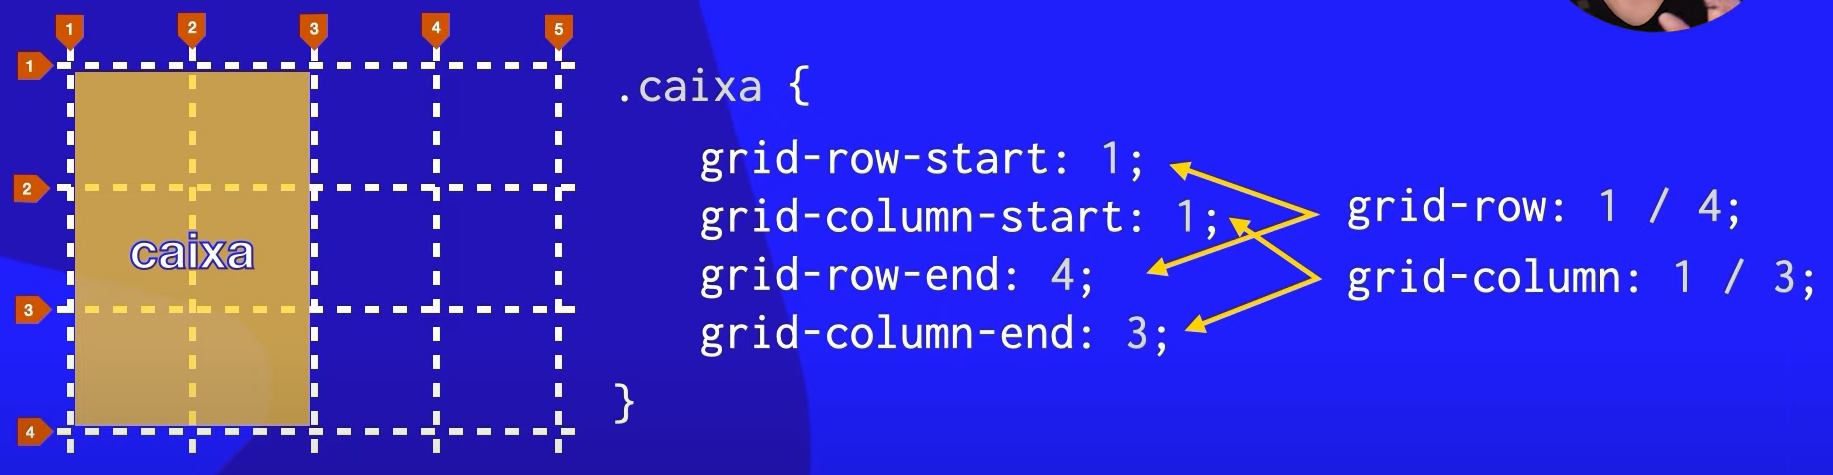 1 2 3 4 5
1
2
3
4
caixa
.caixa {
grid-row-start: 1;
grid-column-start: 1;
grid-row-end: 4;
grid-column-end: 3;
}
grid-row: 1 / 4;
grid-column: 1 / 3;